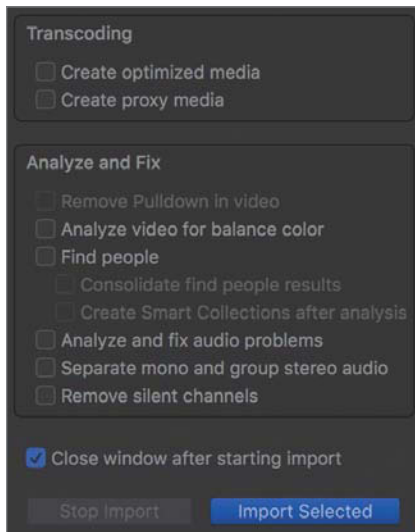 Transcoding
Create optimized media
Create proxy media
Analyze and Fix
Remove Pulldown in video
Analyze video for balance color
Find people
Consolidate find people results
Create Smart Collections after analysis
Analyze and fix audio problems
Separate mono and group stereo audio
Remove silent channels
Close window after starting import
Stop Import
Import Selected